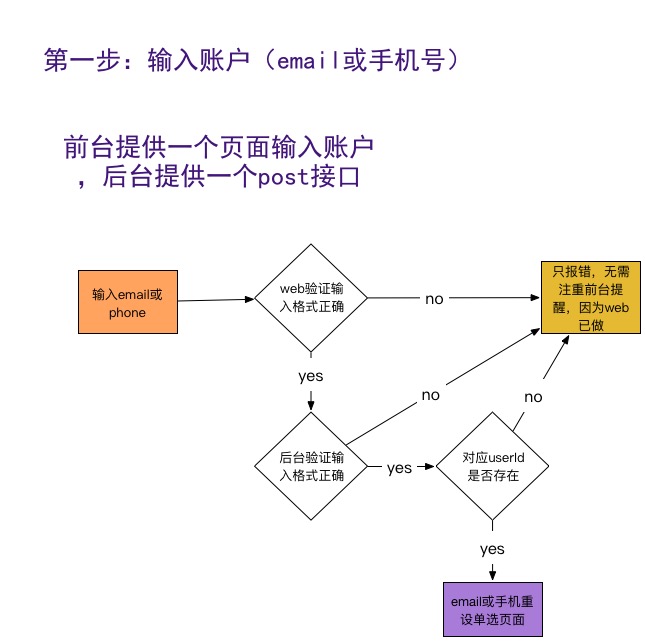 第一步：输入账户（email或手机号）
前台提供一个页面输入账户
，后台提供一个post接口
输入email或
phone
web验证输
入格式正确
no
只报错，无需
注重前台提
醒，因为web
已做
yes
no
no
后台验证输
入格式正确
yes
对应userId
是否存在
yes
email或手机重
设单选页面